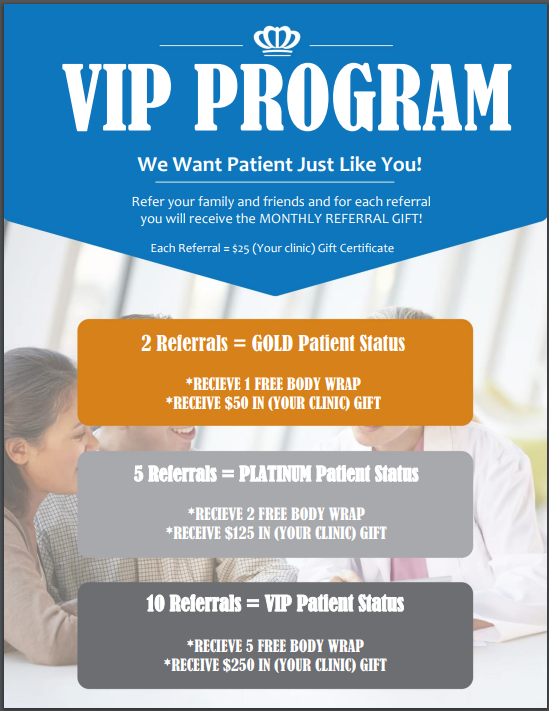 VIP PROGRAM
We Want Patient Just Like You!
Refer your family and friends and for each referral
you will receive the MONTHLY REFERRAL GIFT!
Each Referral = $25 (Your clinic) Gift Certificate
2 Referrals = GOLD Patient Status
*RECIEVE 1 FREE BODY WRAP
*RECEIVE $50 IN (YOUR CLINIC) GIFT
5 Referrals = PLATINUM Patient Status
*RECIEVE 2 FREE BODY WRAP
*RECEIVE $125 IN (YOUR CLINIC) GIFT
10 Referrals = VIP Patient Status
*RECIEVE 5 FREE BODY WRAP
*RECEIVE $250 IN (YOUR CLINIC) GIFT